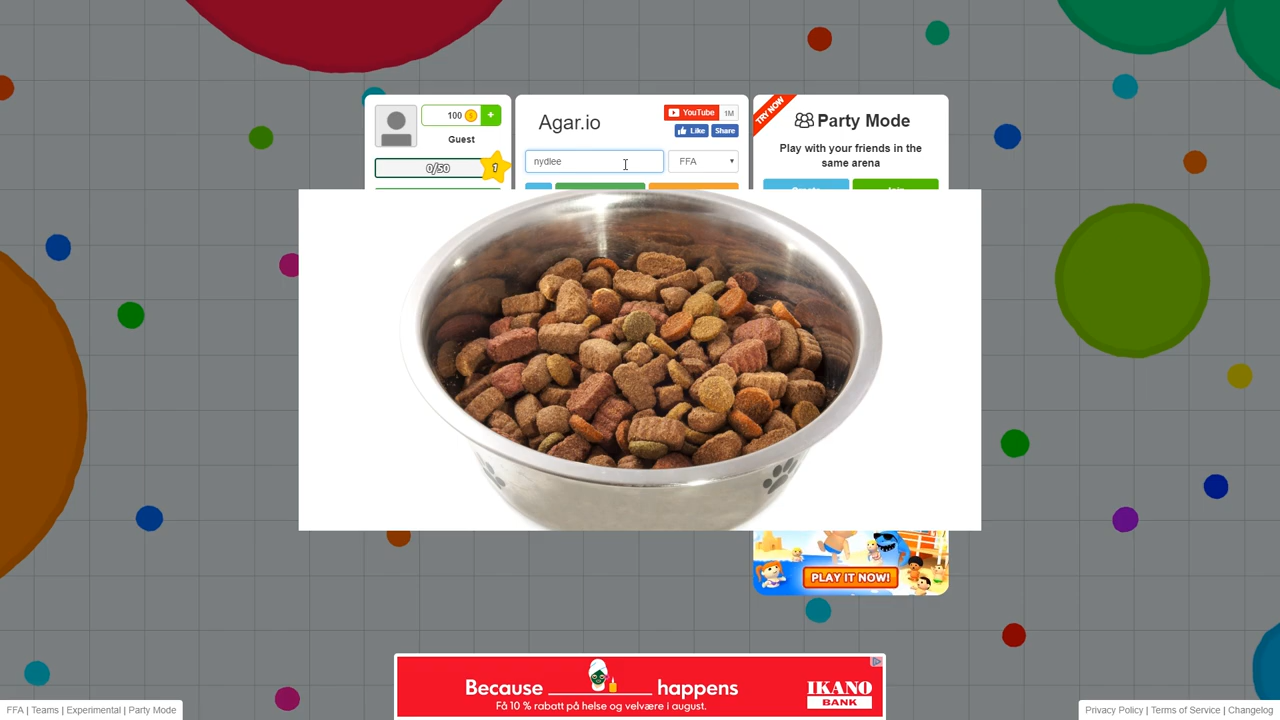 100
Guest
0/50
1
Agar.io
YouTube 1M
Like Share
nydlee
FFA
TRY NOW
Party Mode
Play with your friends in the
same arena
PLAY IT NOW!
Because ________ happens
Få 10 % rabatt på helse og velvære i august.
IKANO
BANK
FFA | Teams | Experimental | Party Mode
Privacy Policy | Terms of Service | Changelog